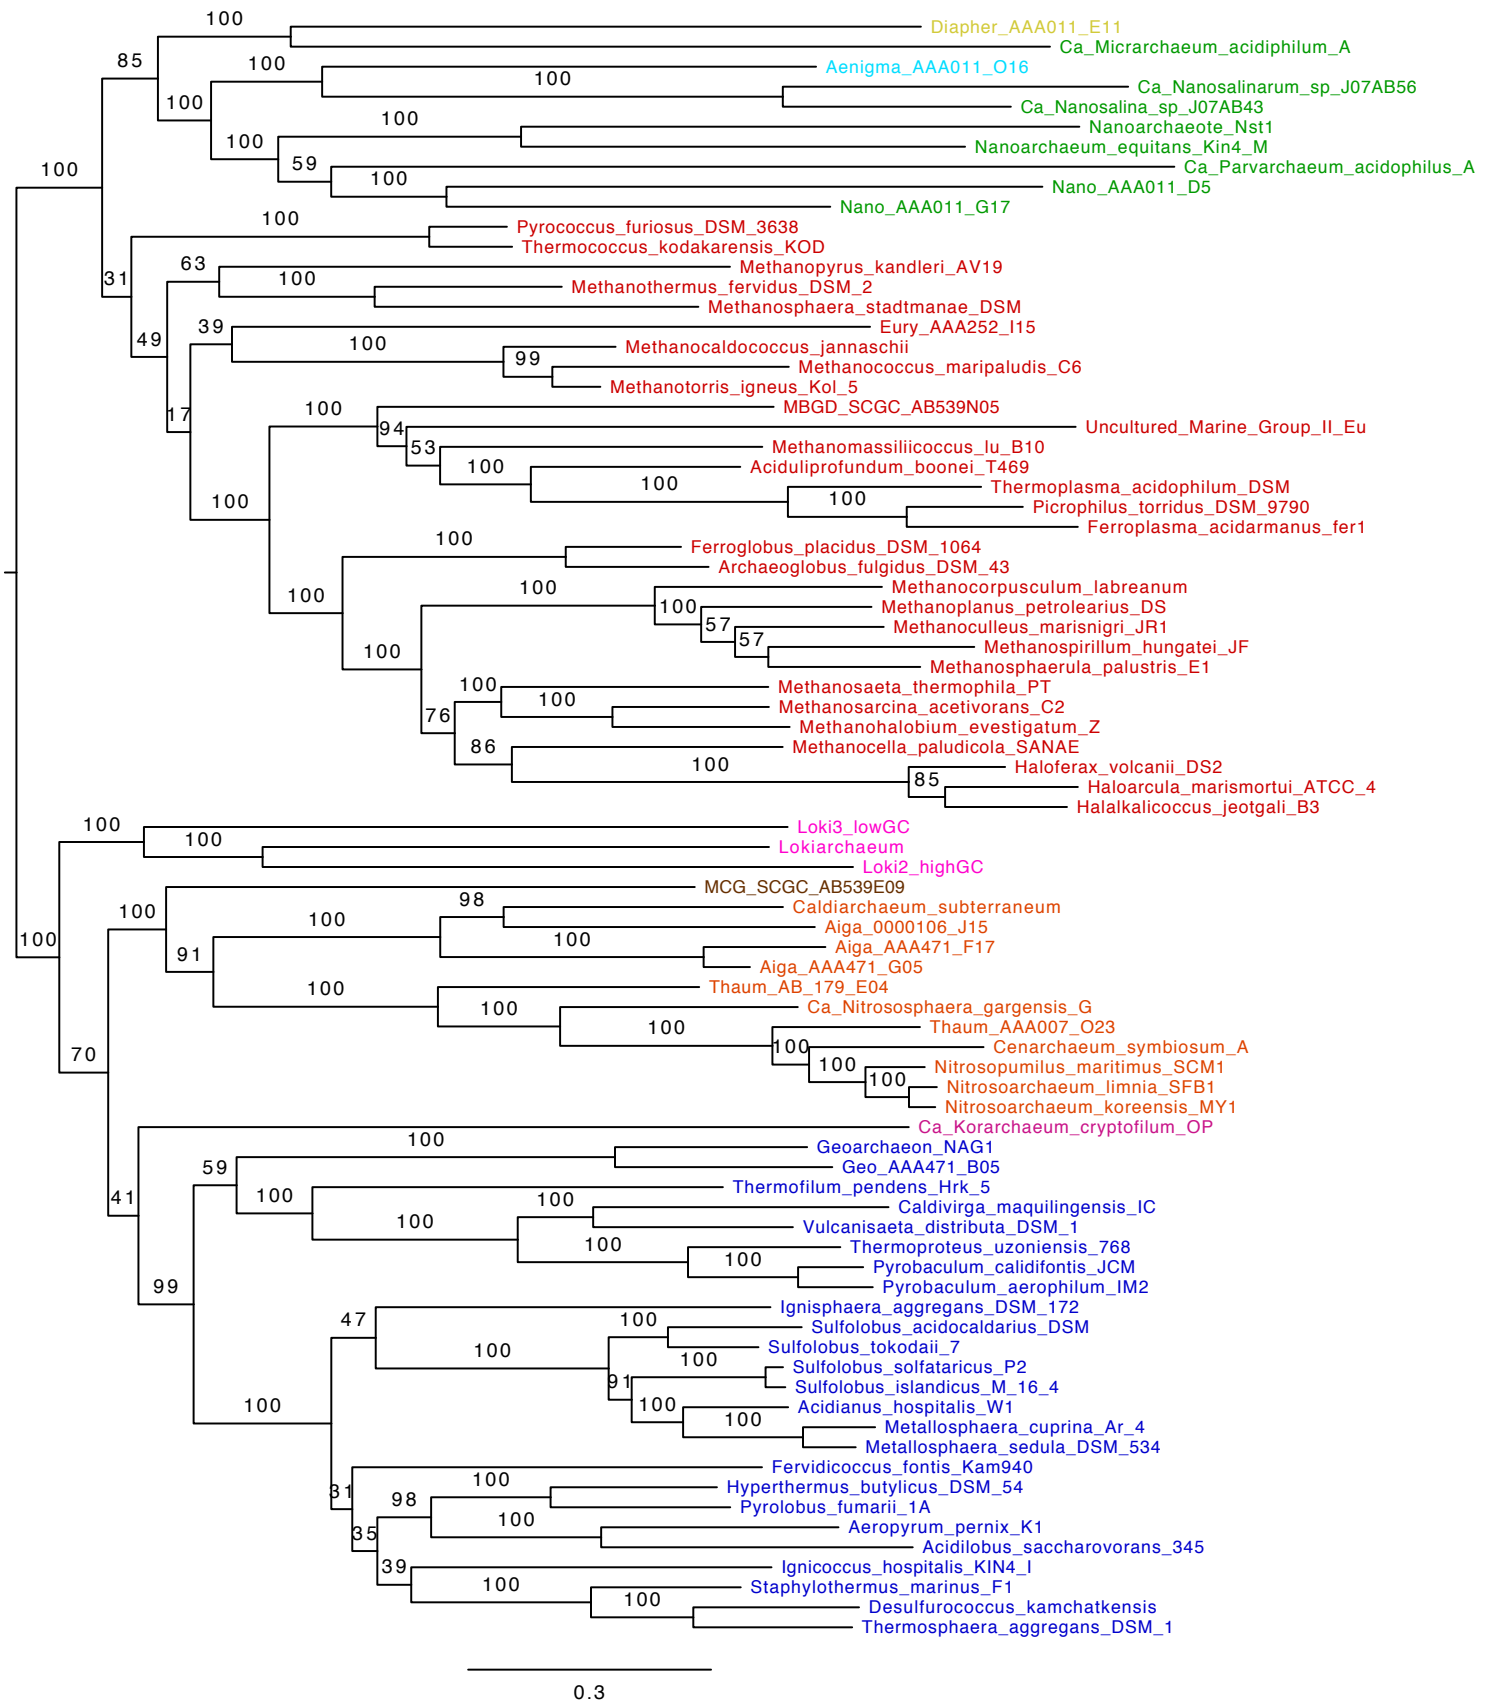 100
Diapher_AAA011_E11
Ca_Micrarchaeum_acidiphilum_A
85
100
Aenigma_AAA011_O16
100
Ca_Nanosalinarum_sp_J07AB56
Ca_Nanosalina_sp_J07AB43
100
100
Nanoarchaeote_Nst1
100
Nanoarchaeum_equitans_Kin4_M
59
Ca_Parvarchaeum_acidophilus_A
100
100
Nano_AAA011_D5
Nano_AAA011_G17
100
Pyrococcus_furiosus_DSM_3638
Thermococcus_kodakarensis_KOD
31
63
Methanopyrus_kandleri_AV19
100
Methanothermus_fervidus_DSM_2
Methanosphaera_stadtmanae_DSM
49
39
Eury_AAA252_I15
100
Methanocaldococcus_jannaschii
99
Methanococcus_maripaludis_C6
Methanotorris_igneus_Kol_5
17
100
MBGD_SCGC_AB539N05
94
Uncultured_Marine_Group_II_Eu
53
Methanomassiliicoccus_lu_B10
100
Aciduliprofundum_boonei_T469
100
Thermoplasma_acidophilum_DSM
100
100
Picrophilus_torridus_DSM_9790
Ferroplasma_acidarmanus_fer1
100
Ferroglobus_placidus_DSM_1064
Archaeoglobus_fulgidus_DSM_43
100
100
Methanocorpusculum_labreanum
100
Methanoplanus_petrolearius_DS
57
Methanoculleus_marisnigri_JR1
57
Methanospirillum_hungatei_JF
100
Methanosphaerula_palustris_E1
100
Methanosaeta_thermophila_PT
100
Methanosarcina_acetivorans_C2
76
Methanohalobium_evestigatum_Z
86
Methanocella_paludicola_SANAE
100
Haloferax_volcanii_DS2
85
Haloarcula_marismortui_ATCC_4
Halalkalicoccus_jeotgali_B3
100
Loki3_lowGC
100
Lokiarchaeum
Loki2_highGC
MCG_SCGC_AB539E09
100
98
Caldiarchaeum_subterraneum
100
Aiga_0000106_J15
100
100
Aiga_AAA471_F17
91
Aiga_AAA471_G05
100
Thaum_AB_179_E04
100
Ca_Nitrososphaera_gargensis_G
100
Thaum_AAA007_O23
100
Cenarchaeum_symbiosum_A
70
100
Nitrosopumilus_maritimus_SCM1
100
Nitrosoarchaeum_limnia_SFB1
Nitrosoarchaeum_koreensis_MY1
Ca_Korarchaeum_cryptofilum_OP
100
Geoarchaeon_NAG1
59
Geo_AAA471_B05
41
100
Thermofilum_pendens_Hrk_5
100
Caldivirga_maquilingensis_IC
100
Vulcanisaeta_distributa_DSM_1
100
Thermoproteus_uzoniensis_768
100
Pyrobaculum_calidifontis_JCM
99
Pyrobaculum_aerophilum_IM2
47
Ignisphaera_aggregans_DSM_172
100
Sulfolobus_acidocaldarius_DSM
100
Sulfolobus_tokodaii_7
100
Sulfolobus_solfataricus_P2
91
Sulfolobus_islandicus_M_16_4
100
100
Acidianus_hospitalis_W1
100
Metallosphaera_cuprina_Ar_4
Metallosphaera_sedula_DSM_534
Fervidicoccus_fontis_Kam940
31
100
Hyperthermus_butylicus_DSM_54
98
Pyrolobus_fumarii_1A
35
100
Aeropyrum_pernix_K1
Acidilobus_saccharovorans_345
39
Ignicoccus_hospitalis_KIN4_I
100
Staphylothermus_marinus_F1
100
Desulfurococcus_kamchatkensis
Thermosphaera_aggregans_DSM_1
0.3